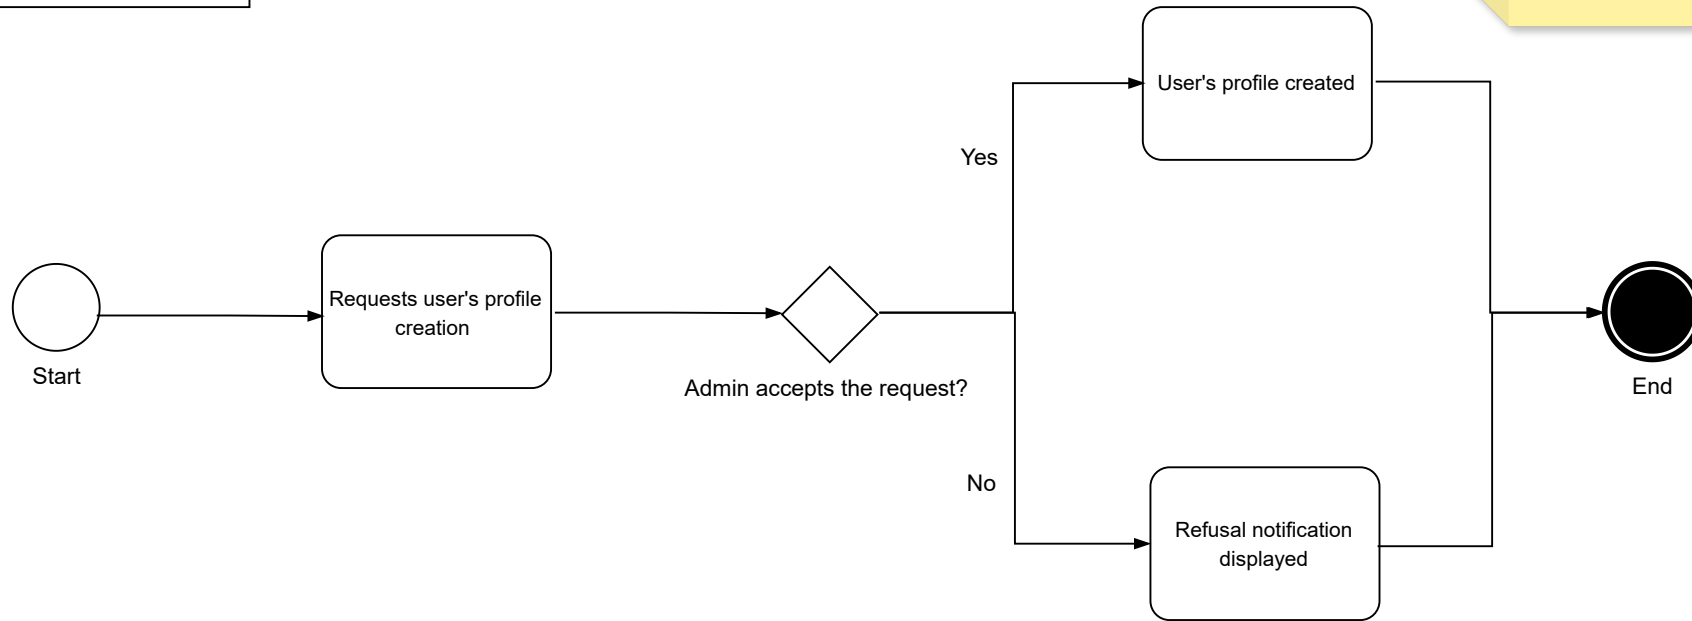 User's profile created
Yes
Requests user's profile
creation
Start
Admin accepts the request?
End
No
Refusal notification
displayed